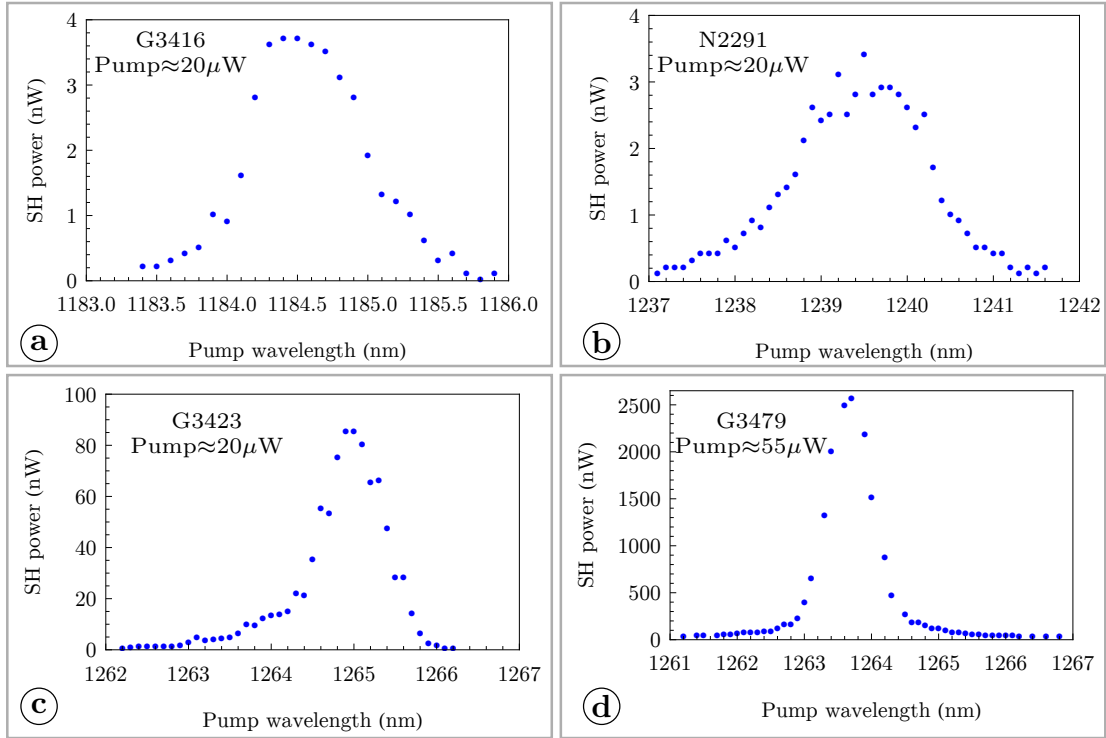 G3416
Pump≈20μW
SH power (nW)
4
3
2
1
0
1183.0 1183.5 1184.0 1184.5 1185.0 1185.5 1186.0
Pump wavelength (nm)
a
N2291
Pump≈20μW
SH power (nW)
4
3
2
1
0
1237 1238 1239 1240 1241 1242
Pump wavelength (nm)
b
G3423
Pump≈20μW
SH power (nW)
100
80
60
40
20
0
1262 1263 1264 1265 1266 1267
Pump wavelength (nm)
c
G3479
Pump≈55μW
SH power (nW)
2500
2000
1500
1000
500
0
1261 1262 1263 1264 1265 1266 1267
Pump wavelength (nm)
d